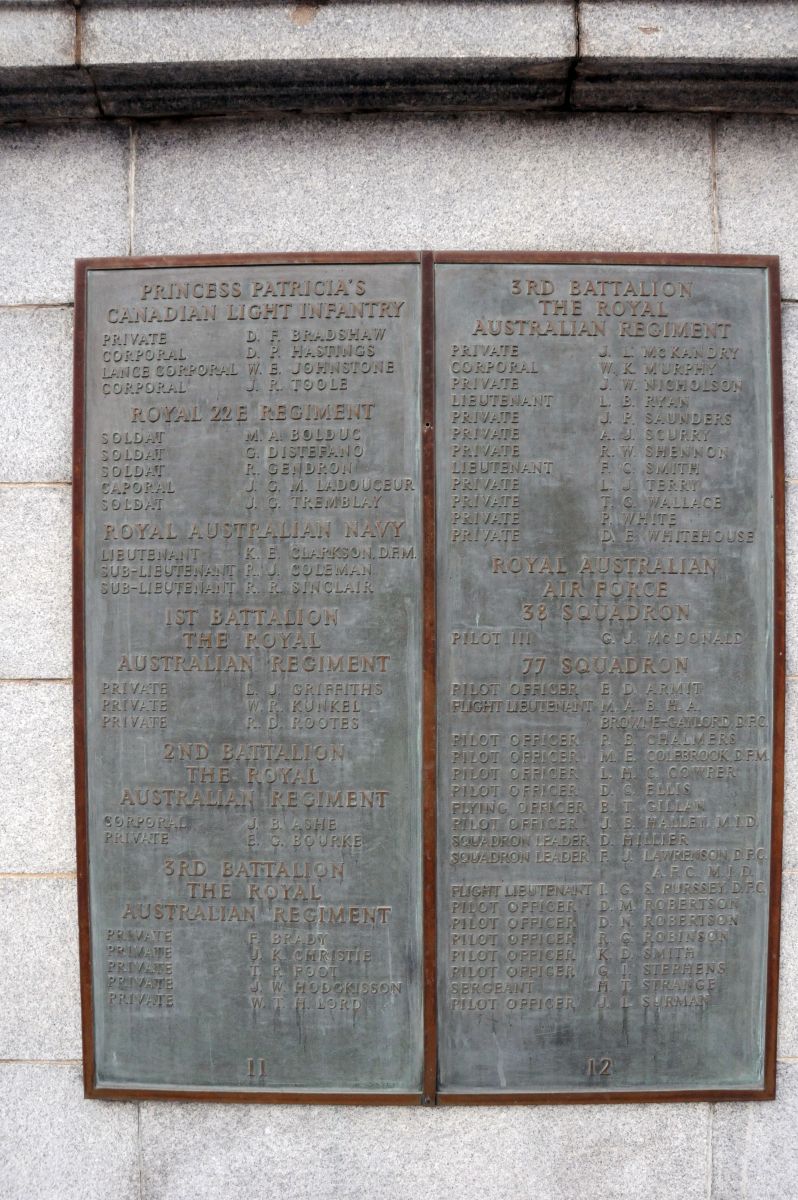 PRINCESS PATRICIA'S
CANADIAN LIGHT INFANTRY
PRIVATE D. F. BRADSHAW
CORPORAL D. P. HASTINGS
LANCE CORPORAL W. E. JOHNSTONE
CORPORAL J. R. TOOLE
ROYAL 22E REGIMENT
SOLDAT M. A. BOLDUC
SOLDAT G. DISTEFANO
SOLDAT R. GENDRON
CAPORAL J. G. M. LADOUCEUR
SOLDAT J. G. TREMBLAY
ROYAL AUSTRALIAN NAVY
LIEUTENANT K. E. CLARKSON, D.F.M.
SUB-LIEUTENANT R. J. COLEMAN
SUB-LIEUTENANT R. R. SINCLAIR
1ST BATTALION
THE ROYAL
AUSTRALIAN REGIMENT
PRIVATE L. J. GRIFFITHS
PRIVATE W. R. KUNKEL
PRIVATE R. D. ROOTES
2ND BATTALION
THE ROYAL
AUSTRALIAN REGIMENT
CORPORAL J. B. ASHE
PRIVATE E. G. BOURKE
3RD BATTALION
THE ROYAL
AUSTRALIAN REGIMENT
PRIVATE F. BRADY
PRIVATE J. K. CHRISTIE
PRIVATE T. R. FOOT
PRIVATE J. W. HODGKISSON
PRIVATE W. T. H. LORD
11
3RD BATTALION
THE ROYAL
AUSTRALIAN REGIMENT
PRIVATE J. L. MCKANDRY
CORPORAL W. K. MURPHY
PRIVATE J. W. NICHOLSON
LIEUTENANT L. B. RYAN
PRIVATE J. P. SAUNDERS
PRIVATE A. J. SCURRY
PRIVATE R. W. SHENNON
LIEUTENANT F. C. SMITH
PRIVATE L. J. TERRY
PRIVATE T. G. WALLACE
PRIVATE P. WHITE
PRIVATE D. E. WHITEHOUSE
ROYAL AUSTRALIAN
AIR FORCE
38 SQUADRON
PILOT III G. J. MCDONALD
77 SQUADRON
PILOT OFFICER E. D. ARMIT
FLIGHT LIEUTENANT M. A. B. H. A.
BROWNE-GAYLORD, D.F.C.
PILOT OFFICER P. B. CHALMERS
PILOT OFFICER M. E. COLEBROOK, D.F.M.
PILOT OFFICER L. H. C. COWPER
PILOT OFFICER D. C. ELLIS
FLYING OFFICER B. T. GILLAN
PILOT OFFICER J. B. HALLEY, M.I.D.
SQUADRON LEADER D. HILLIER
SQUADRON LEADER F. J. LAWRENSON, D.F.C.
A.F.C. M.I.D.
FLIGHT LIEUTENANT I. G. S. PURSSEY, D.F.C.
PILOT OFFICER D. M. ROBERTSON
PILOT OFFICER D. N. ROBERTSON
PILOT OFFICER R. G. ROBINSON
PILOT OFFICER K. D. SMITH
PILOT OFFICER G. I. STEPHENS
SERGEANT H. T. STRANGE
PILOT OFFICER J. L. SURMAN
12